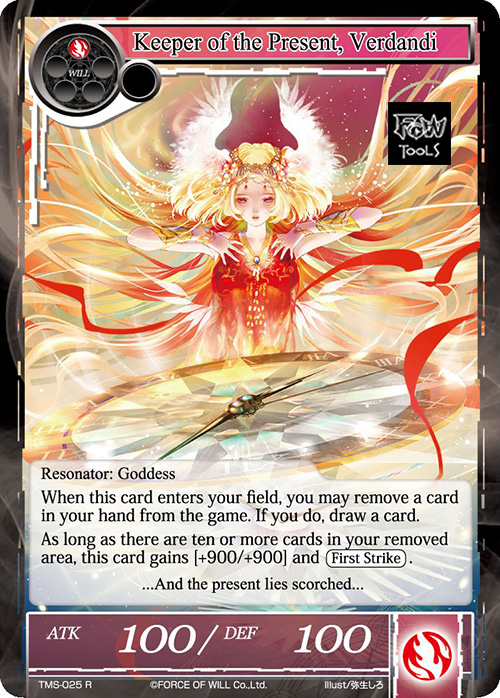 Keeper of the Present, Verdandi
WILL
FOW
TOOLS
Resonator: Goddess
When this card enters your field, you may remove a card
in your hand from the game. If you do, draw a card.
As long as there are ten or more cards in your removed
area, this card gains [+900/+900] and First Strike.
...And the present lies scorched...
ATK 100 / DEF 100
TMS-025 R ©FORCE OF WILL Co.,Ltd. Illust/弥生しろ